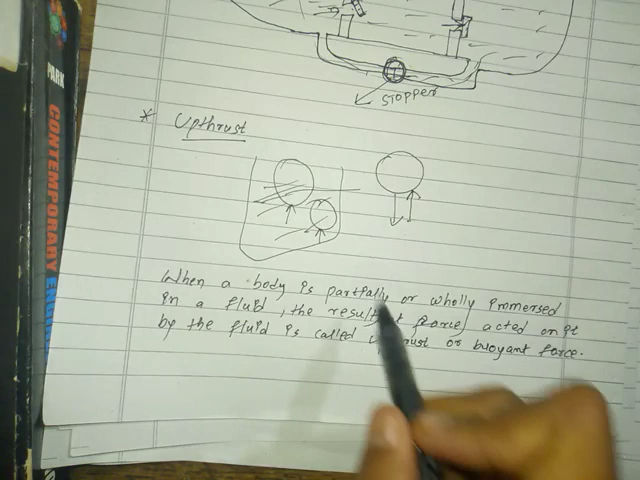 Stopper
* Upthrust
When a body is partially or wholly immersed
in a fluid, the resultant force, acted on it
by the fluid is called or buoyant force.
PARK
CONTEMPORARY